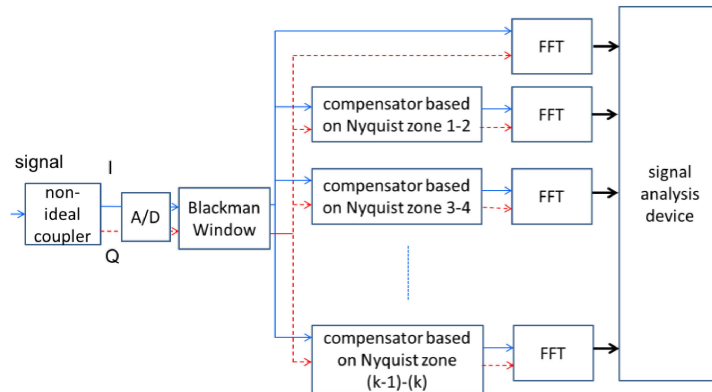 FFT
compensator based
on Nyquist zone 1-2
FFT
signal
I
non-
ideal
coupler
A/D
Blackman
Window
Q
compensator based
on Nyquist zone 3-4
FFT
signal
analysis
device
compensator based
on Nyquist zone
(k-1)-(k)
FFT